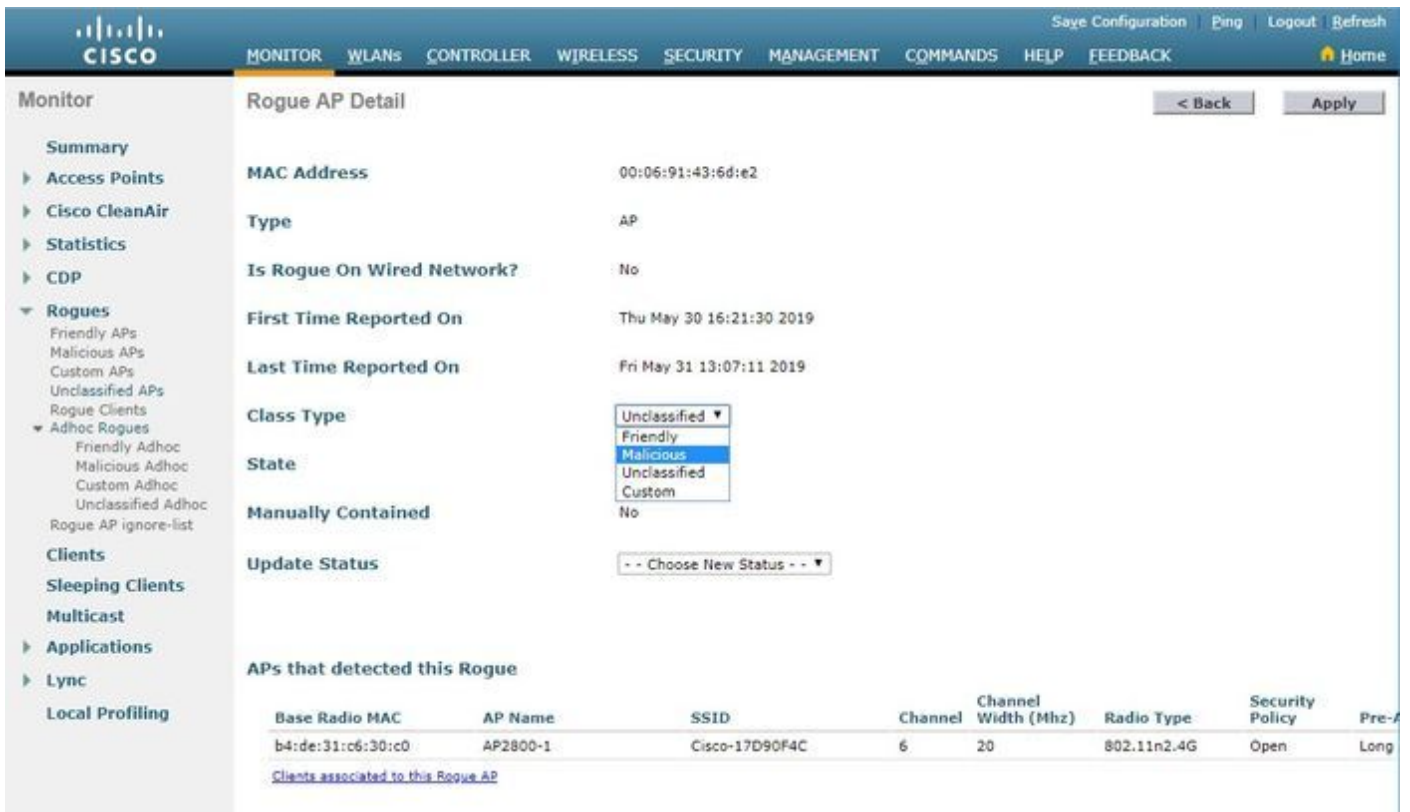 Save Configuration Ping Logout Refresh
CISCO
MONITOR WLANs CONTROLLER WIRELESS SECURITY MANAGEMENT COMMANDS HELP FEEDBACK Home
Monitor
Summary
Access Points
Cisco CleanAir
Statistics
CDP
Rogues
Friendly APs
Malicious APs
Custom APs
Unclassified APs
Rogue Clients
Adhoc Rogues
Friendly Adhoc
Malicious Adhoc
Custom Adhoc
Unclassified Adhoc
Rogue AP ignore-list
Clients
Sleeping Clients
Multicast
Applications
Lync
Local Profiling
Rogue AP Detail
< Back Apply
MAC Address 00:06:91:43:6d:e2
Type AP
Is Rogue On Wired Network? No
First Time Reported On Thu May 30 16:21:30 2019
Last Time Reported On Fri May 31 13:07:11 2019
Class Type Unclassified
Friendly
Malicious
Unclassified
Custom
State
Manually Contained No
Update Status - - Choose New Status - -
APs that detected this Rogue
Base Radio MAC AP Name SSID Channel Channel Width (Mhz) Radio Type Security Policy Pre-
b4:de:31:c6:30:c0 AP2800-1 Cisco-17D90F4C 6 20 802.11n2.4G Open Long
Clients associated to this Rogue AP